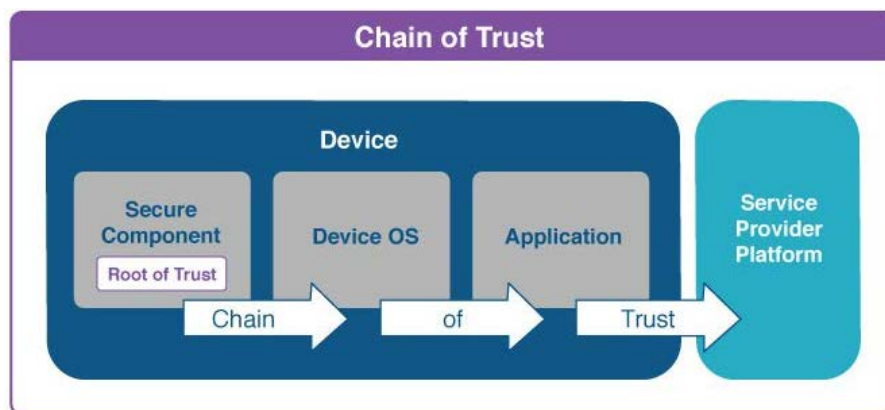 Chain of Trust
Device
Secure
Component
Root of Trust
Device OS
Application
Service
Provider
Platform
Chain
of
Trust